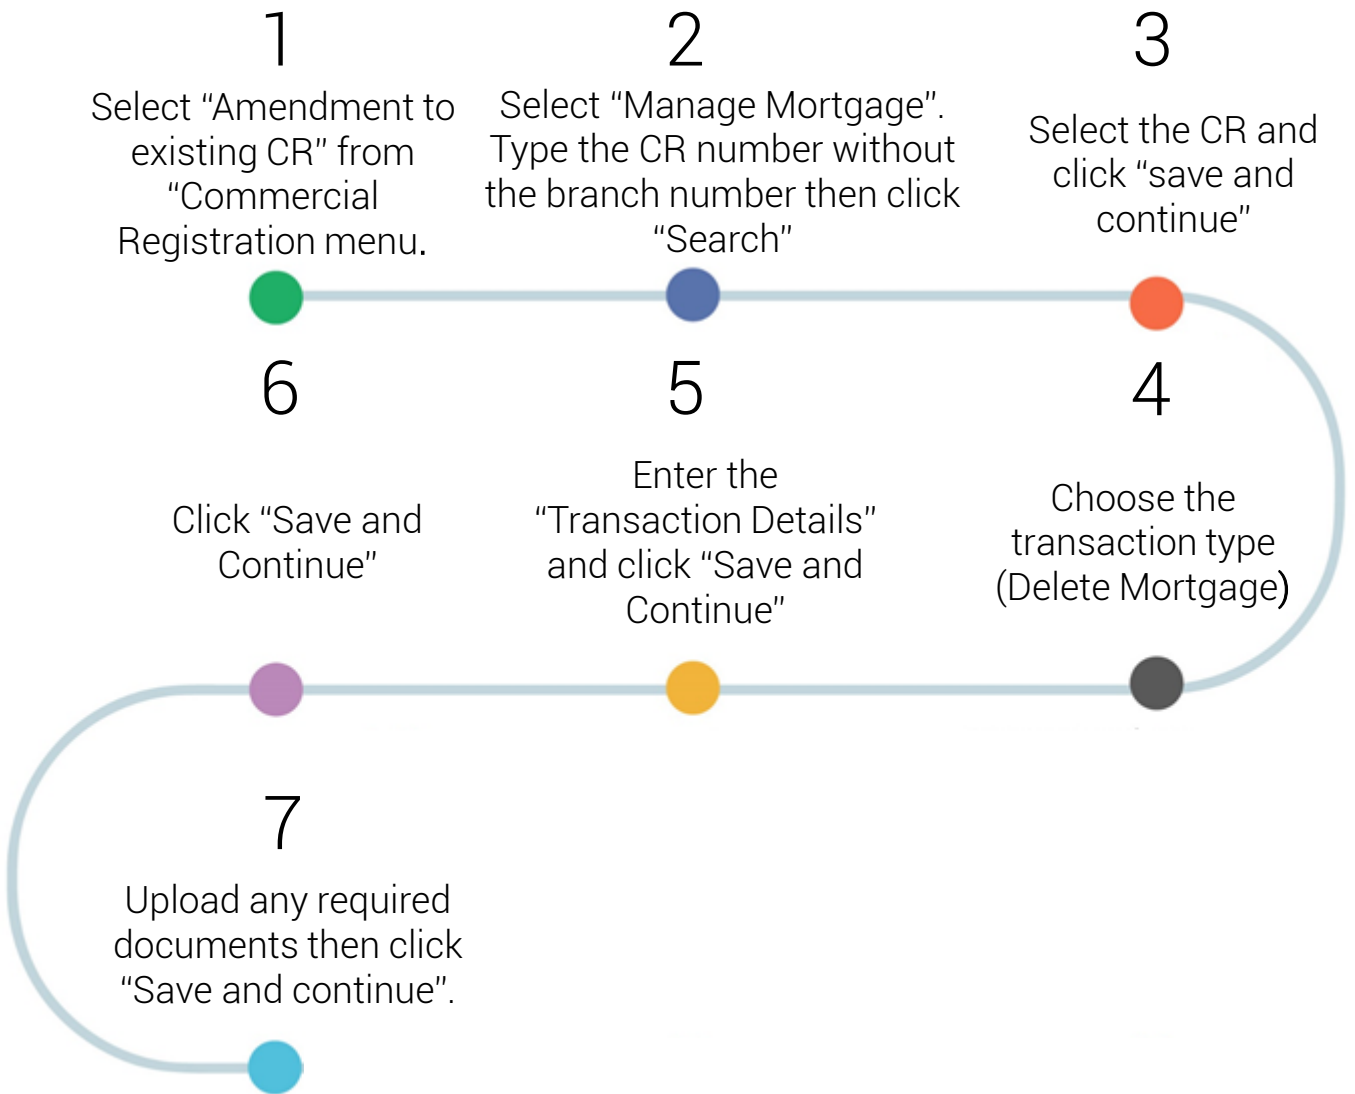 1
Select “Amendment to
existing CR” from
“Commercial
Registration menu.
2
Select “Manage Mortgage”.
Type the CR number without
the branch number then click
“Search”
3
Select the CR and
click “save and
continue”
4
Choose the
transaction type
(Delete Mortgage)
5
Enter the
“Transaction Details”
and click “Save and
Continue”
6
Click “Save and
Continue”
7
Upload any required
documents then click
“Save and continue”.